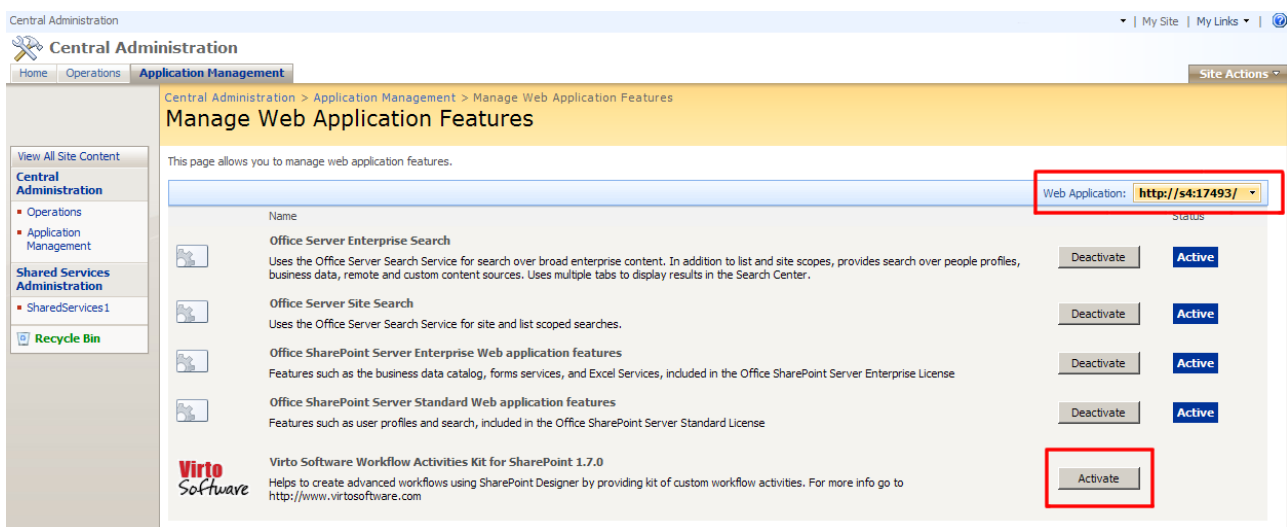 Central Administration
My Site | My Links |
Central Administration
Home Operations Application Management
Site Actions
Central Administration > Application Management > Manage Web Application Features
Manage Web Application Features
View All Site Content
Central Administration
Operations
Application Management
Shared Services Administration
SharedServices1
Recycle Bin
This page allows you to manage web application features.
Web Application: http://s4:17493/
Name Status
Office Server Enterprise Search
Uses the Office Server Search Service for search over broad enterprise content. In addition to list and site scopes, provides search over people profiles,
business data, remote and custom content sources. Uses multiple tabs to display results in the Search Center.
Deactivate Active
Office Server Site Search
Uses the Office Server Search Service for site and list scoped searches.
Deactivate Active
Office SharePoint Server Enterprise Web application features
Features such as the business data catalog, forms services, and Excel Services, included in the Office SharePoint Server Enterprise License
Deactivate Active
Office SharePoint Server Standard Web application features
Features such as user profiles and search, included in the Office SharePoint Server Standard License
Deactivate Active
Virto Software
Virto Software Workflow Activities Kit for SharePoint 1.7.0
Helps to create advanced workflows using SharePoint Designer by providing kit of custom workflow activities. For more info go to
http://www.virtosoftware.com
Activate